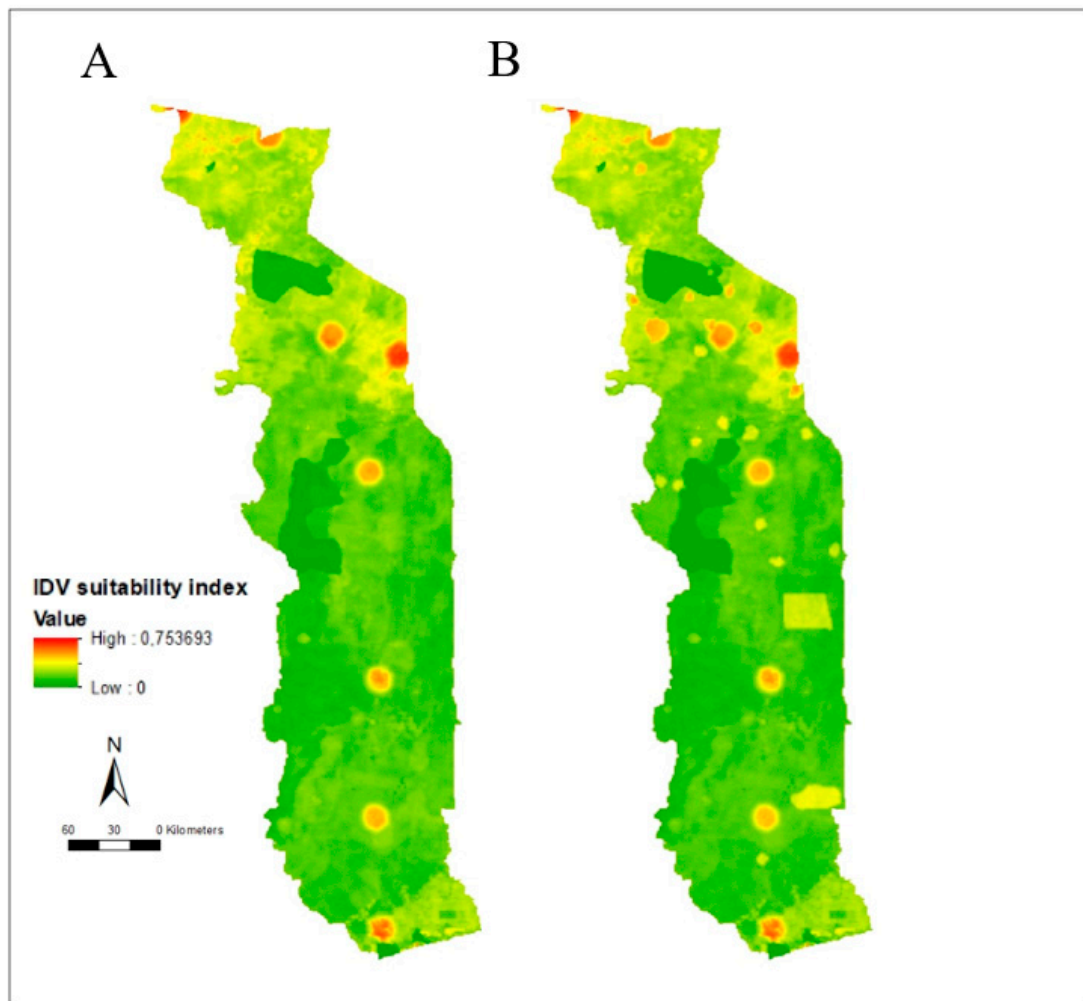 A B
IDV suitability index
Value
High : 0,753693
Low : 0
N
60 30 0 Kilometers